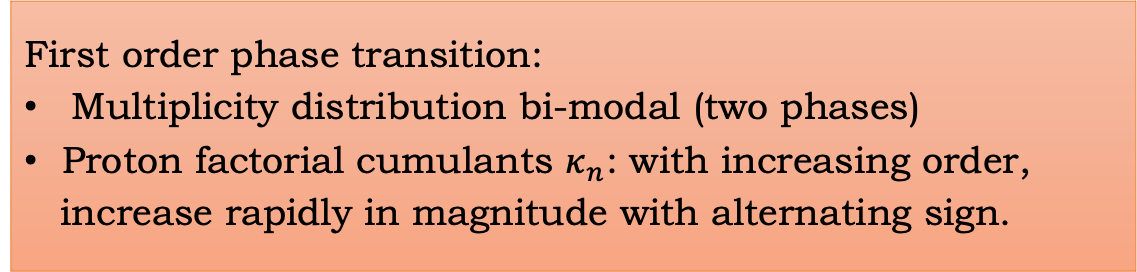 First order phase transition:
• Multiplicity distribution bi-modal (two phases)
• Proton factorial cumulants κₙ: with increasing order,
increase rapidly in magnitude with alternating sign.